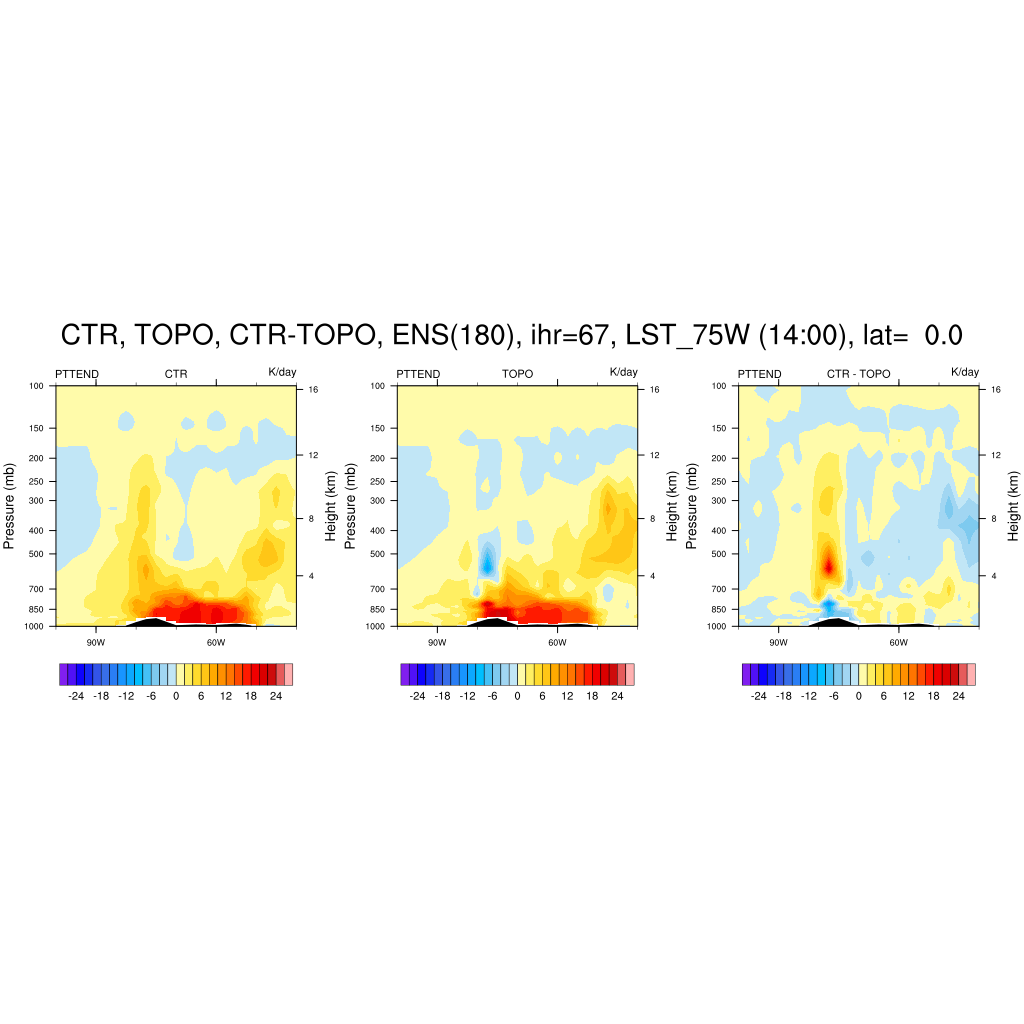 CTR, TOPO, CTR-TOPO, ENS(180), ihr=67, LST_75W (14:00), lat= 0.0
PTTEND CTR K/day
100
150
200
250
300
400
500
700
850
1000
Pressure (mb)
16
12
8
4
Height (km)
90W 60W
-24 -18 -12 -6 0 6 12 18 24
PTTEND TOPO K/day
100
150
200
250
300
400
500
700
850
1000
Pressure (mb)
16
12
8
4
Height (km)
90W 60W
-24 -18 -12 -6 0 6 12 18 24
PTTEND CTR - TOPO K/day
100
150
200
250
300
400
500
700
850
1000
Pressure (mb)
16
12
8
4
Height (km)
90W 60W
-24 -18 -12 -6 0 6 12 18 24